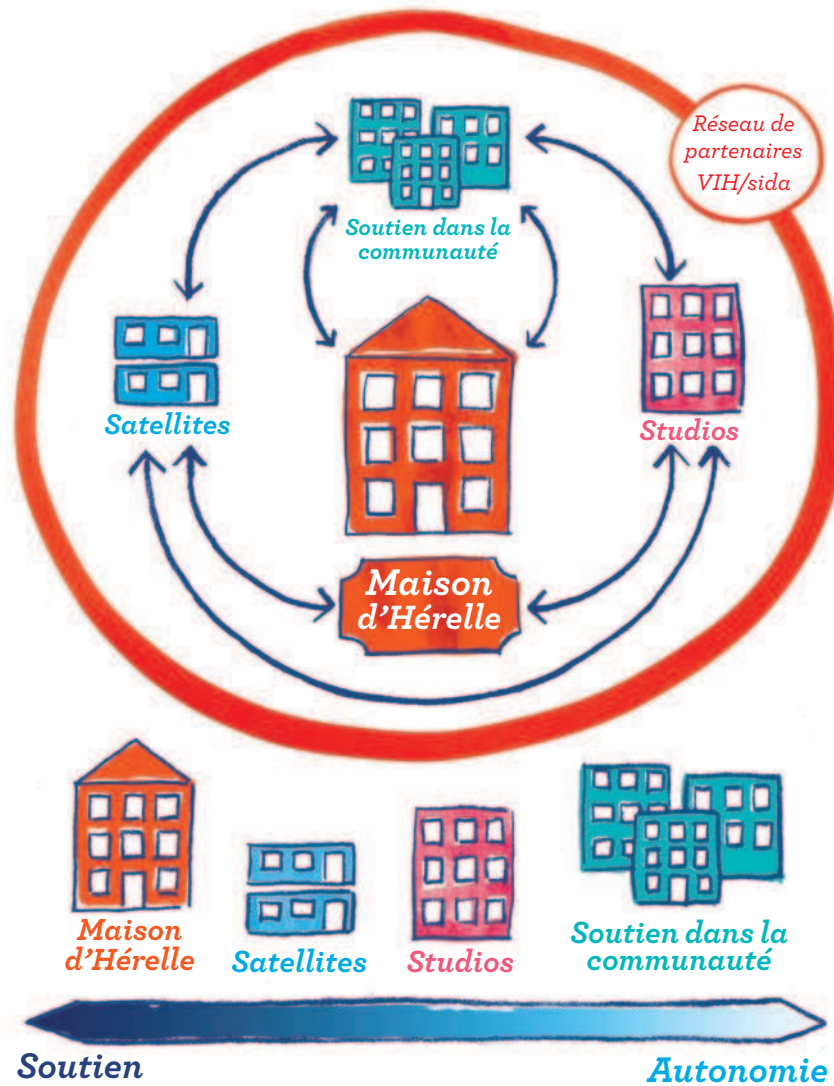 Réseau de
partenaires
VIH/sida
Soutien dans la
communauté
Satellites
Studios
Maison
d'Hérelle
Maison
d'Hérelle
Satellites
Studios
Soutien dans la
communauté
Soutien
Autonomie